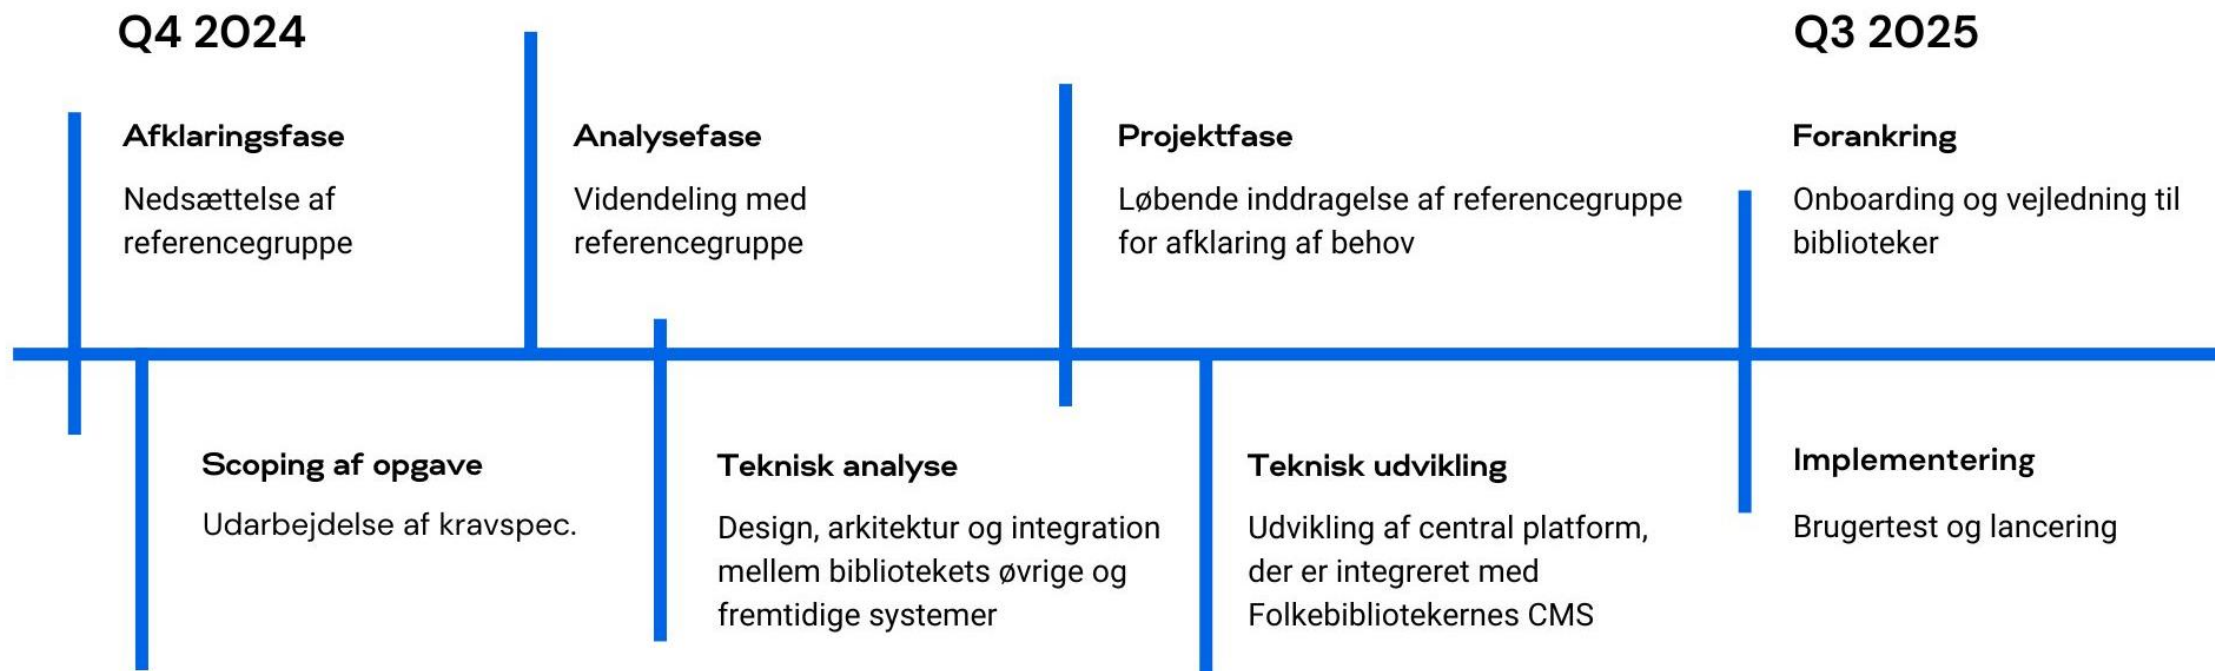 Q4 2024
Q3 2025
Afklaringsfase
Nedsættelse af
referencegruppe
Analysefase
Videndeling med
referencegruppe
Projektfase
Løbende inddragelse af referencegruppe
for afklaring af behov
Forankring
Onboarding og vejledning til
biblioteker
Scoping af opgave
Udarbejdelse af kravspec.
Teknisk analyse
Design, arkitektur og integration
mellem bibliotekets øvrige og
fremtidige systemer
Teknisk udvikling
Udvikling af central platform,
der er integreret med
Folkebibliotekernes CMS
Implementering
Brugertest og lancering